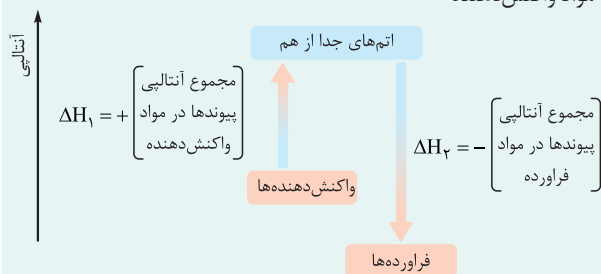 آنتالپی
اتم‌های جدا از هم
ΔH₁ = + [مجموع آنتالپی
پیوندها در مواد
واکنش‌دهنده]
ΔH₂ = − [مجموع آنتالپی
پیوندها در مواد
فراورده]
واکنش‌دهنده‌ها
فراورده‌ها